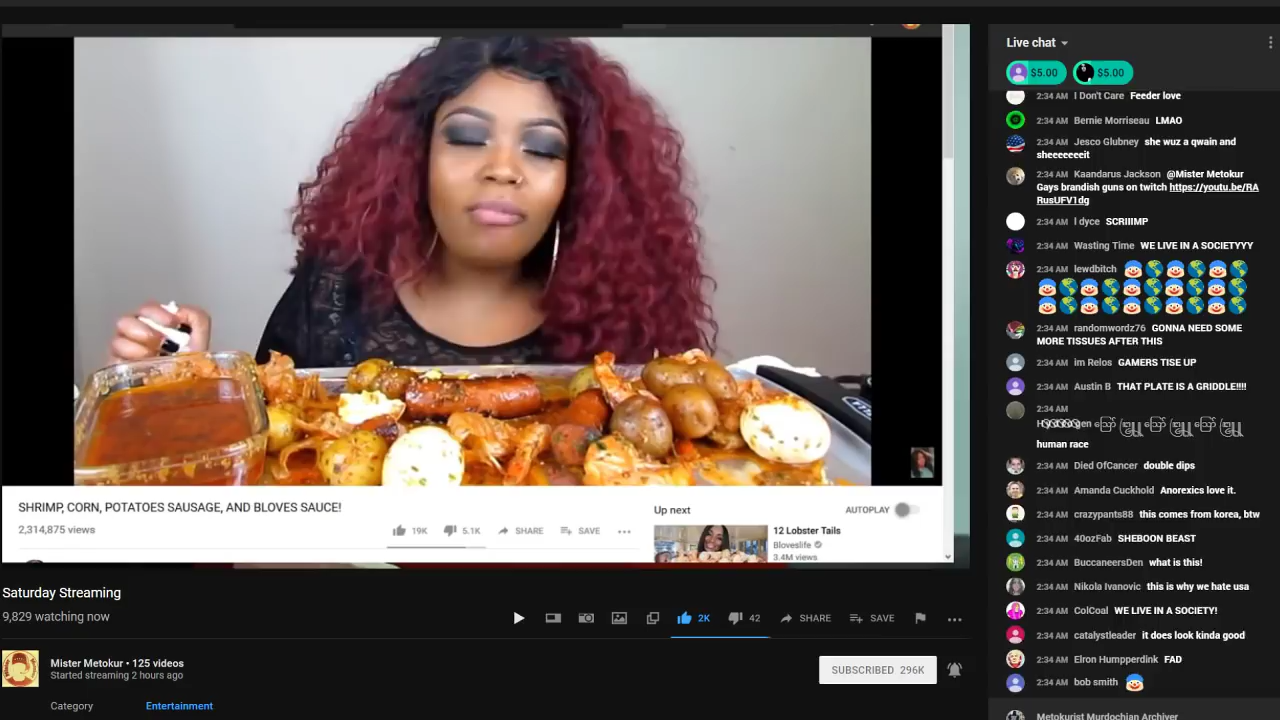 SHRIMP, CORN, POTATOES SAUSAGE, AND BLOVES SAUCE!
2,314,875 views
19K 5.1K SHARE SAVE
Up next AUTOPLAY
12 Lobster Tails
Bloveslife
3.4M views
Saturday Streaming
9,829 watching now
2K 42 SHARE SAVE
Mister Metokur • 125 videos
Started streaming 2 hours ago
SUBSCRIBED 296K
Category Entertainment
Live chat
$5.00 $5.00
2:34 AM I Don't Care Feeder love
2:34 AM Bernie Morriseau LMAO
2:34 AM Jesco Glubney she wuz a qwain and
sheeeeeeit
2:34 AM Kaandarus Jackson @Mister Metokur
Gays brandish guns on twitch https://youtu.be/RA
RusUFV1dg
2:34 AM l dyce SCRIIIMP
2:34 AM Wasting Time WE LIVE IN A SOCIETYYY
2:34 AM lewdbitch
2:34 AM randomwordz76 GONNA NEED SOME
MORE TISSUES AFTER THIS
2:34 AM im Relos GAMERS TISE UP
2:34 AM Austin B THAT PLATE IS A GRIDDLE!!!!
2:34 AM
human race
2:34 AM Died OfCancer double dips
2:34 AM Amanda Cuckhold Anorexics love it.
2:34 AM crazypants88 this comes from korea, btw
2:34 AM 40ozFab SHEBOON BEAST
2:34 AM BuccaneersDen what is this!
2:34 AM Nikola Ivanovic this is why we hate usa
2:34 AM ColCoal WE LIVE IN A SOCIETY!
2:34 AM catalystleader it does look kinda good
2:34 AM Elron Humpperdink FAD
2:34 AM bob smith
Metokurist Murdochian Archiver